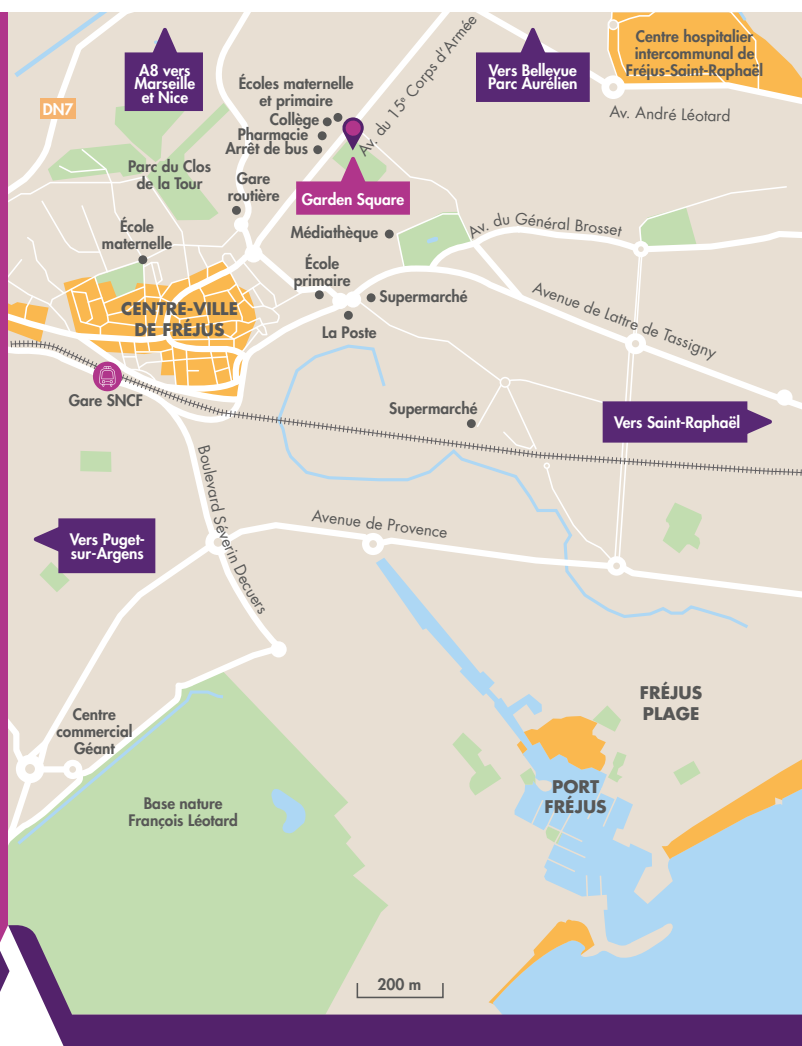 Centre hospitalier
intercommunal de
Fréjus-Saint-Raphaël
A8 vers
Marseille
et Nice
Vers Bellevue
Parc Aurélien
Écoles maternelle
et primaire
Collège
Pharmacie
Arrêt de bus
Av. du 15e Corps d'Armée
DN7
Av. André Léotard
Parc du Clos
de la Tour
Gare
routière
Garden Square
École
maternelle
Médiathèque
Av. du Général Brosset
École
primaire
Supermarché
Avenue de Lattre de Tassigny
CENTRE-VILLE
DE FRÉJUS
La Poste
Gare SNCF
Supermarché
Vers Saint-Raphaël
Boulevard Séverin Decuers
Avenue de Provence
Vers Puget-
sur-Argens
FRÉJUS
PLAGE
Centre
commercial
Géant
PORT
FRÉJUS
Base nature
François Léotard
200 m